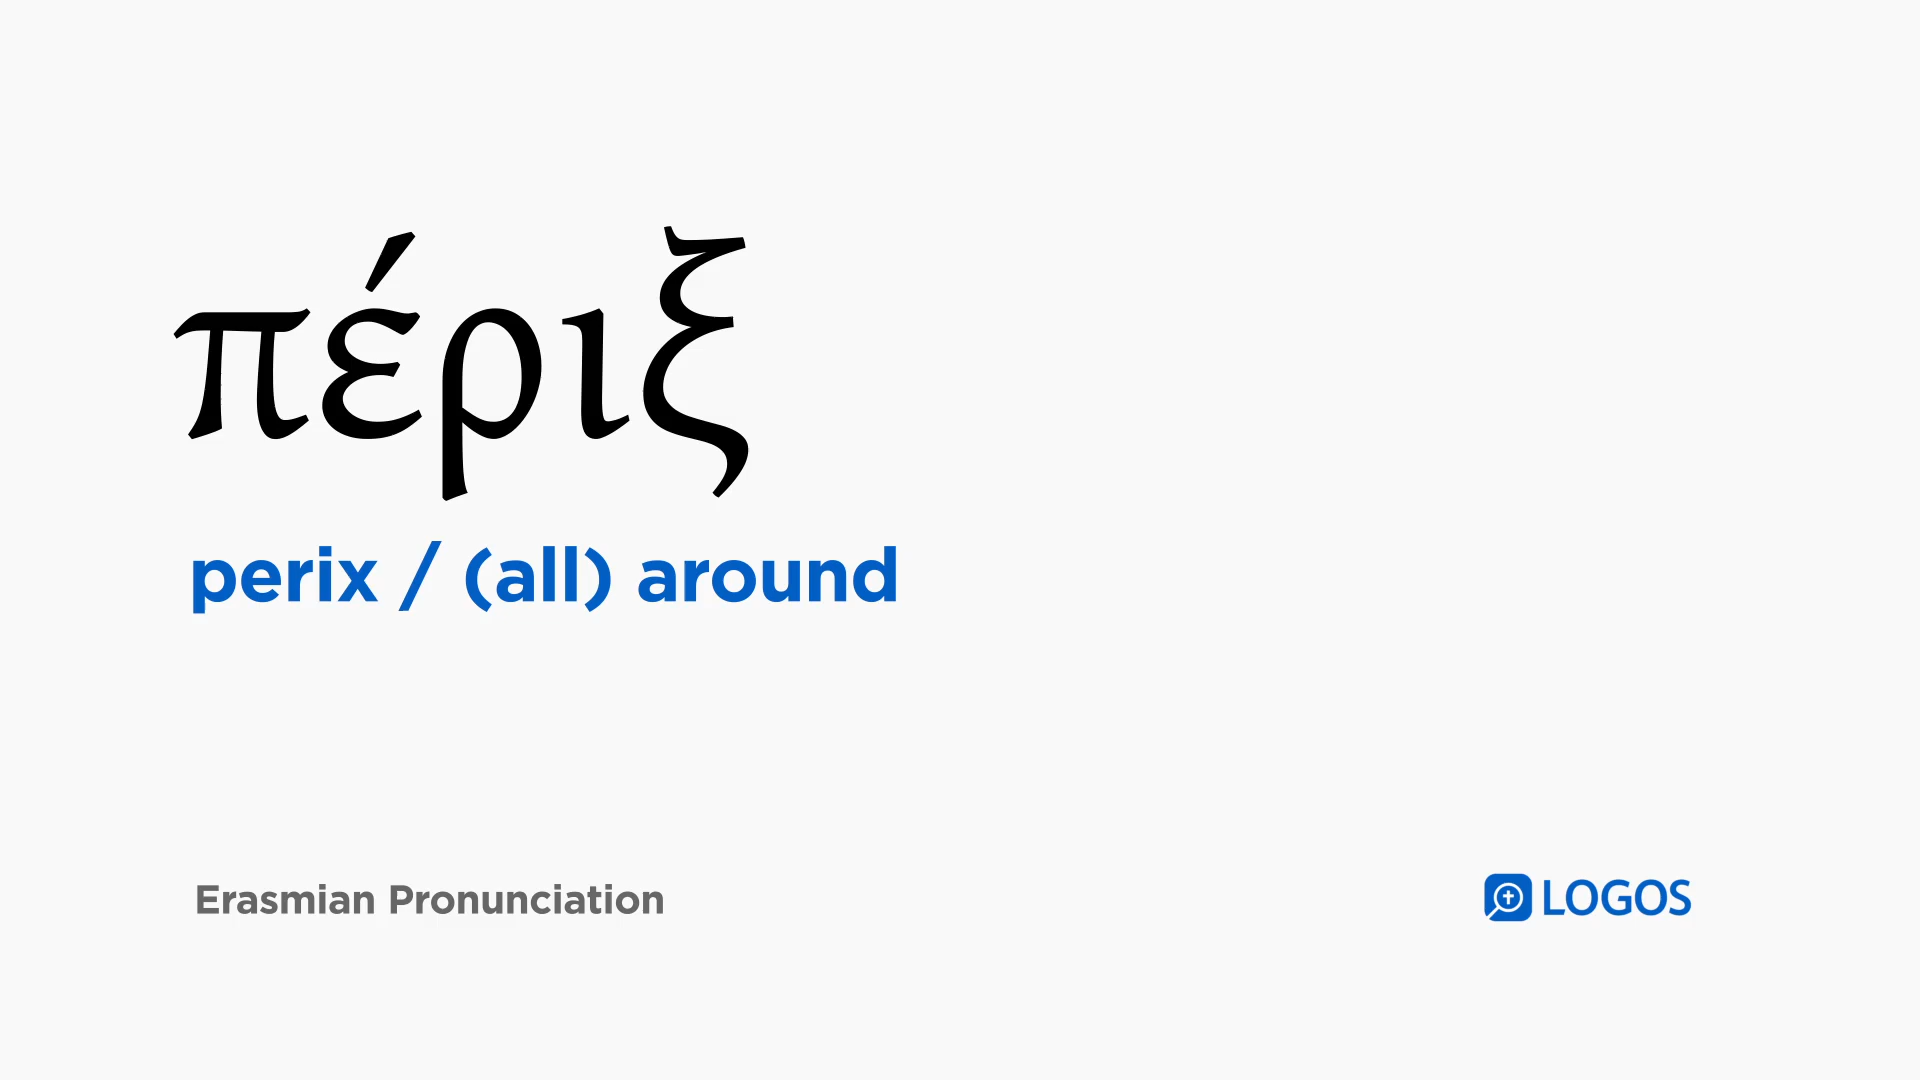 πέριξ
perix / (all) around
Erasmian Pronunciation
LOGOS